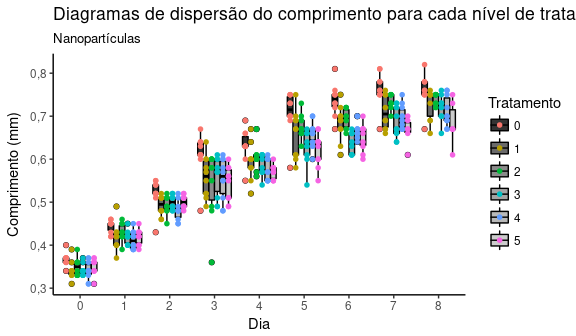 Diagramas de dispersão do comprimento para cada nível de trata
Nanopartículas
Comprimento (mm)
0,8
0,7
0,6
0,5
0,4
0,3
0 1 2 3 4 5 6 7 8
Dia
Tratamento
0
1
2
3
4
5